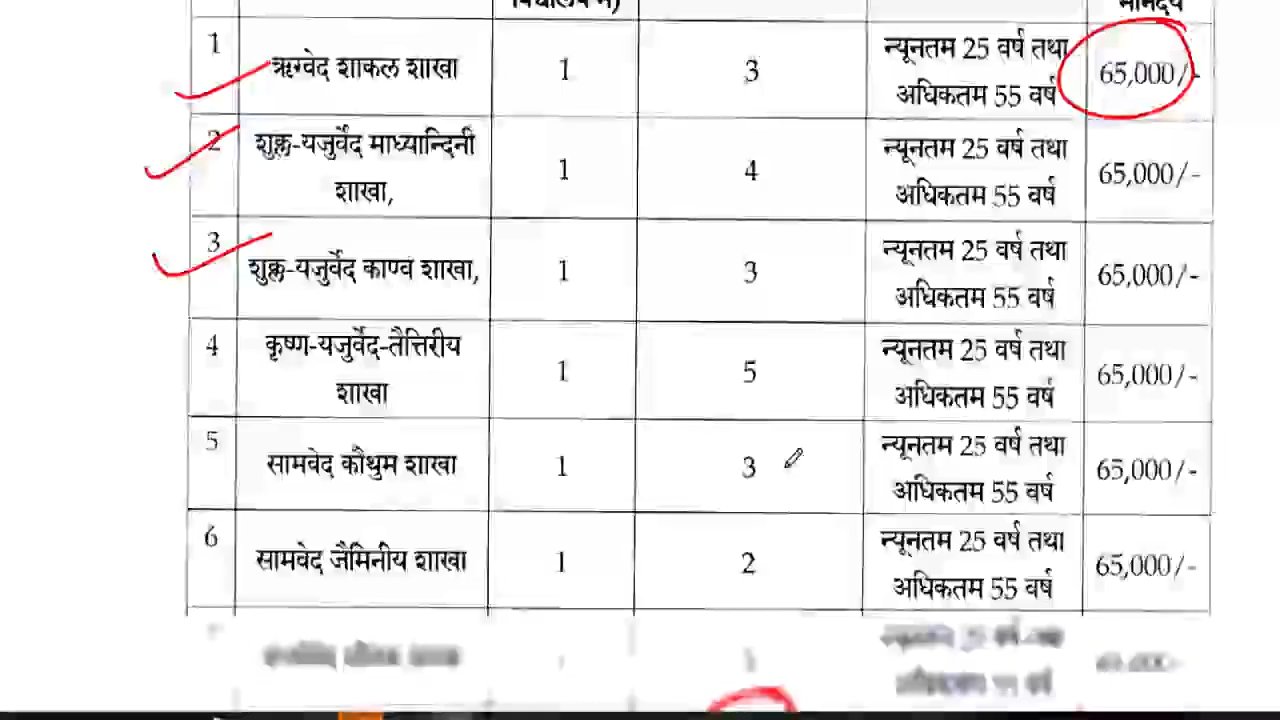 1
ऋग्वेद शाकल शाखा
1
3
न्यूनतम 25 वर्ष तथा
अधिकतम 55 वर्ष
65,000/-
2
शुक्ल-यजुर्वेद माध्यान्दिनी
शाखा,
1
4
न्यूनतम 25 वर्ष तथा
अधिकतम 55 वर्ष
65,000/-
3
शुक्ल-यजुर्वेद काण्व शाखा,
1
3
न्यूनतम 25 वर्ष तथा
अधिकतम 55 वर्ष
65,000/-
4
कृष्ण-यजुर्वेद-तैत्तिरीय
शाखा
1
5
न्यूनतम 25 वर्ष तथा
अधिकतम 55 वर्ष
65,000/-
5
सामवेद कौथुम शाखा
1
3
न्यूनतम 25 वर्ष तथा
अधिकतम 55 वर्ष
65,000/-
6
सामवेद जैमिनीय शाखा
1
2
न्यूनतम 25 वर्ष तथा
अधिकतम 55 वर्ष
65,000/-